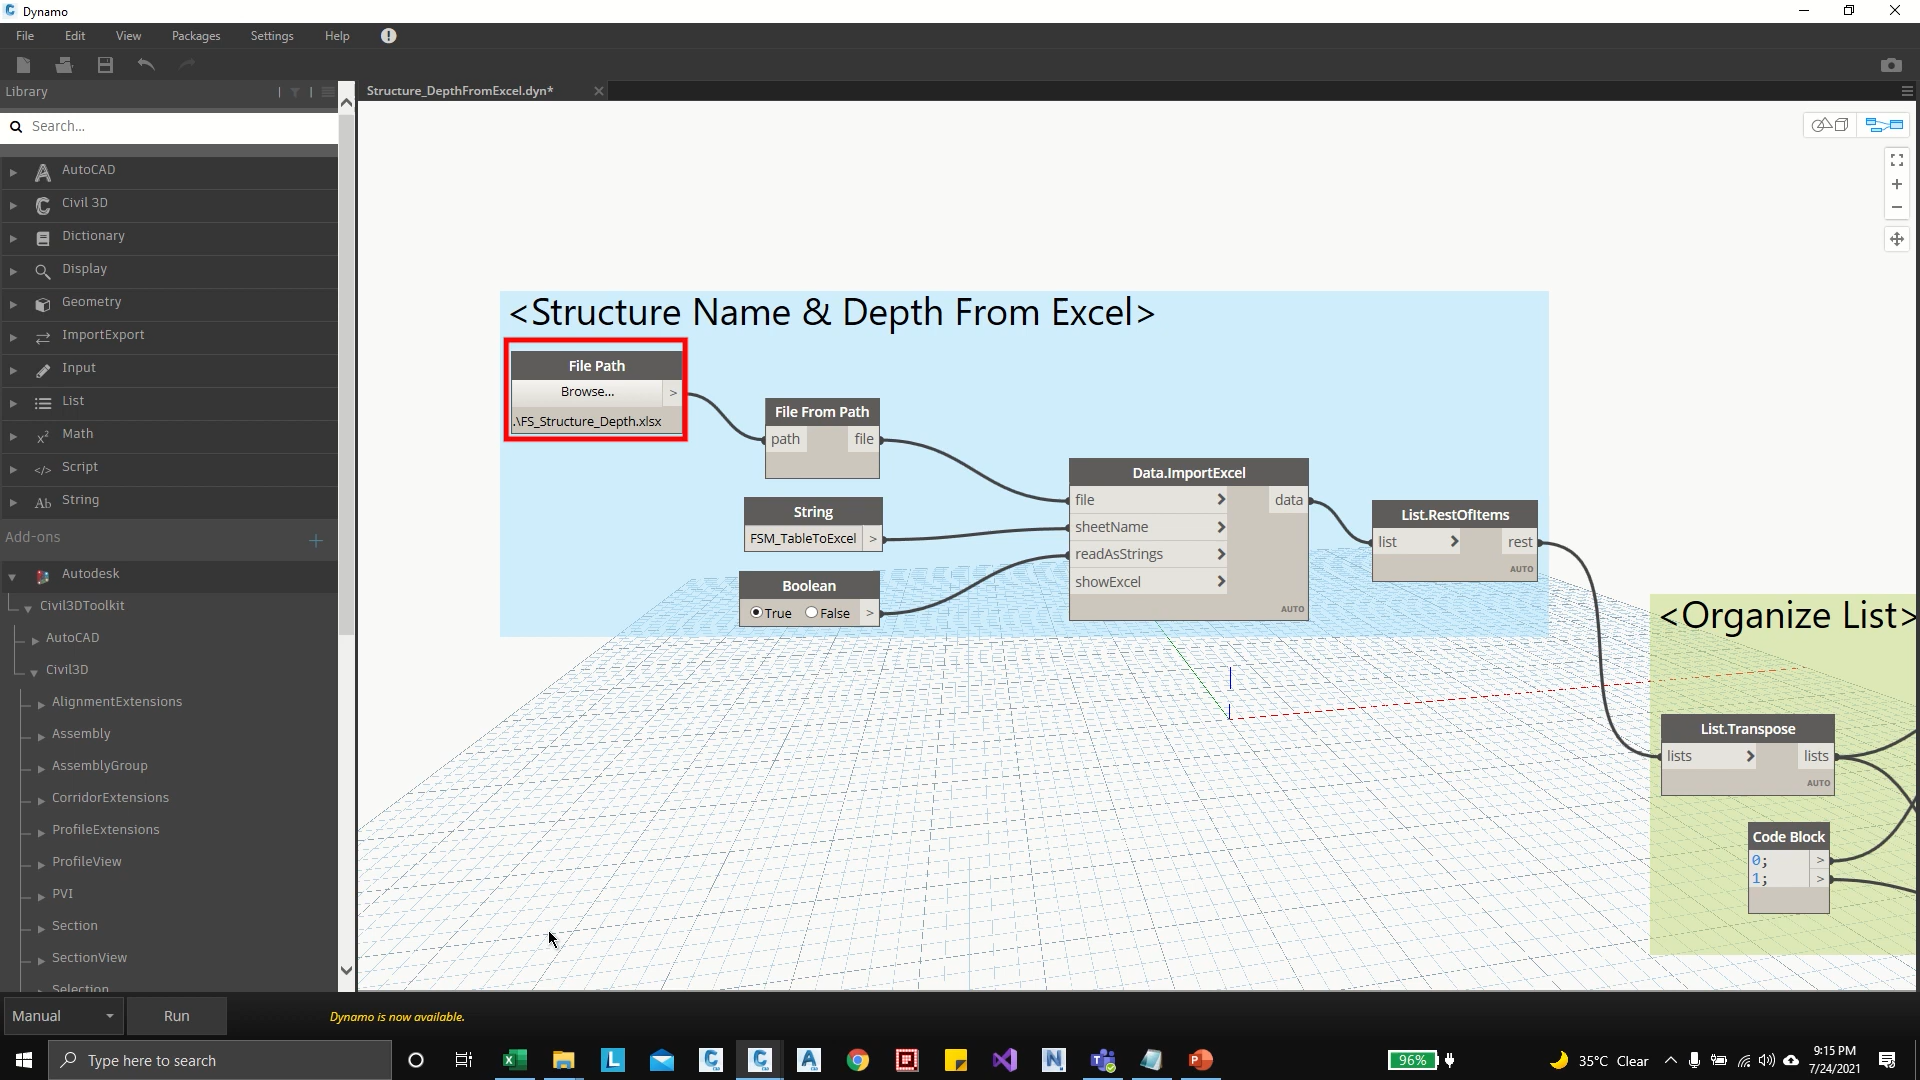 Dynamo
File Edit View Packages Settings Help
Library
Structure_DepthFromExcel.dyn*
Search...
AutoCAD
Civil 3D
Dictionary
Display
Geometry
ImportExport
Input
List
Math
Script
String
Add-ons
Autodesk
Civil3DToolkit
AutoCAD
Civil3D
AlignmentExtensions
Assembly
AssemblyGroup
CorridorExtensions
ProfileExtensions
ProfileView
PVI
Section
SectionView
Selection
<Structure Name & Depth From Excel>
File Path
Browse... >
.\FS_Structure_Depth.xlsx
File From Path
path file
String
FSM_TableToExcel >
Boolean
True False >
Data.ImportExcel
file > data
sheetName >
readAsStrings >
showExcel >
AUTO
List.RestOfItems
list > rest
AUTO
<Organize List>
List.Transpose
lists > lists
AUTO
Code Block
0; >
1; >
Manual Run Dynamo is now available.
Type here to search
96%
35°C Clear
9:15 PM
7/24/2021